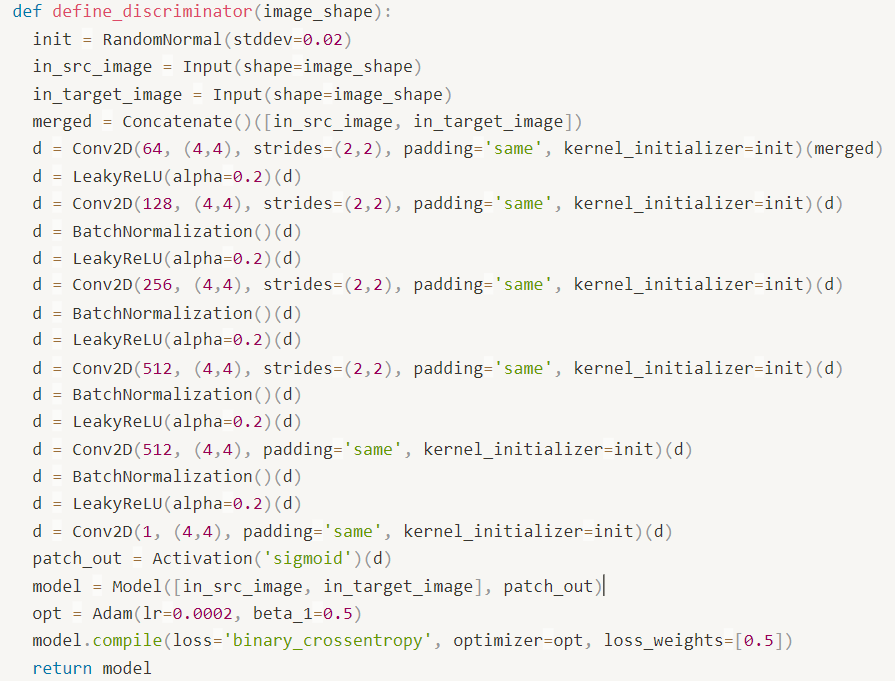 def define_discriminator(image_shape):
  init = RandomNormal(stddev=0.02)
  in_src_image = Input(shape=image_shape)
  in_target_image = Input(shape=image_shape)
  merged = Concatenate()([in_src_image, in_target_image])
  d = Conv2D(64, (4,4), strides=(2,2), padding='same', kernel_initializer=init)(merged)
  d = LeakyReLU(alpha=0.2)(d)
  d = Conv2D(128, (4,4), strides=(2,2), padding='same', kernel_initializer=init)(d)
  d = BatchNormalization()(d)
  d = LeakyReLU(alpha=0.2)(d)
  d = Conv2D(256, (4,4), strides=(2,2), padding='same', kernel_initializer=init)(d)
  d = BatchNormalization()(d)
  d = LeakyReLU(alpha=0.2)(d)
  d = Conv2D(512, (4,4), strides=(2,2), padding='same', kernel_initializer=init)(d)
  d = BatchNormalization()(d)
  d = LeakyReLU(alpha=0.2)(d)
  d = Conv2D(512, (4,4), padding='same', kernel_initializer=init)(d)
  d = BatchNormalization()(d)
  d = LeakyReLU(alpha=0.2)(d)
  d = Conv2D(1, (4,4), padding='same', kernel_initializer=init)(d)
  patch_out = Activation('sigmoid')(d)
  model = Model([in_src_image, in_target_image], patch_out)
  opt = Adam(lr=0.0002, beta_1=0.5)
  model.compile(loss='binary_crossentropy', optimizer=opt, loss_weights=[0.5])
  return model